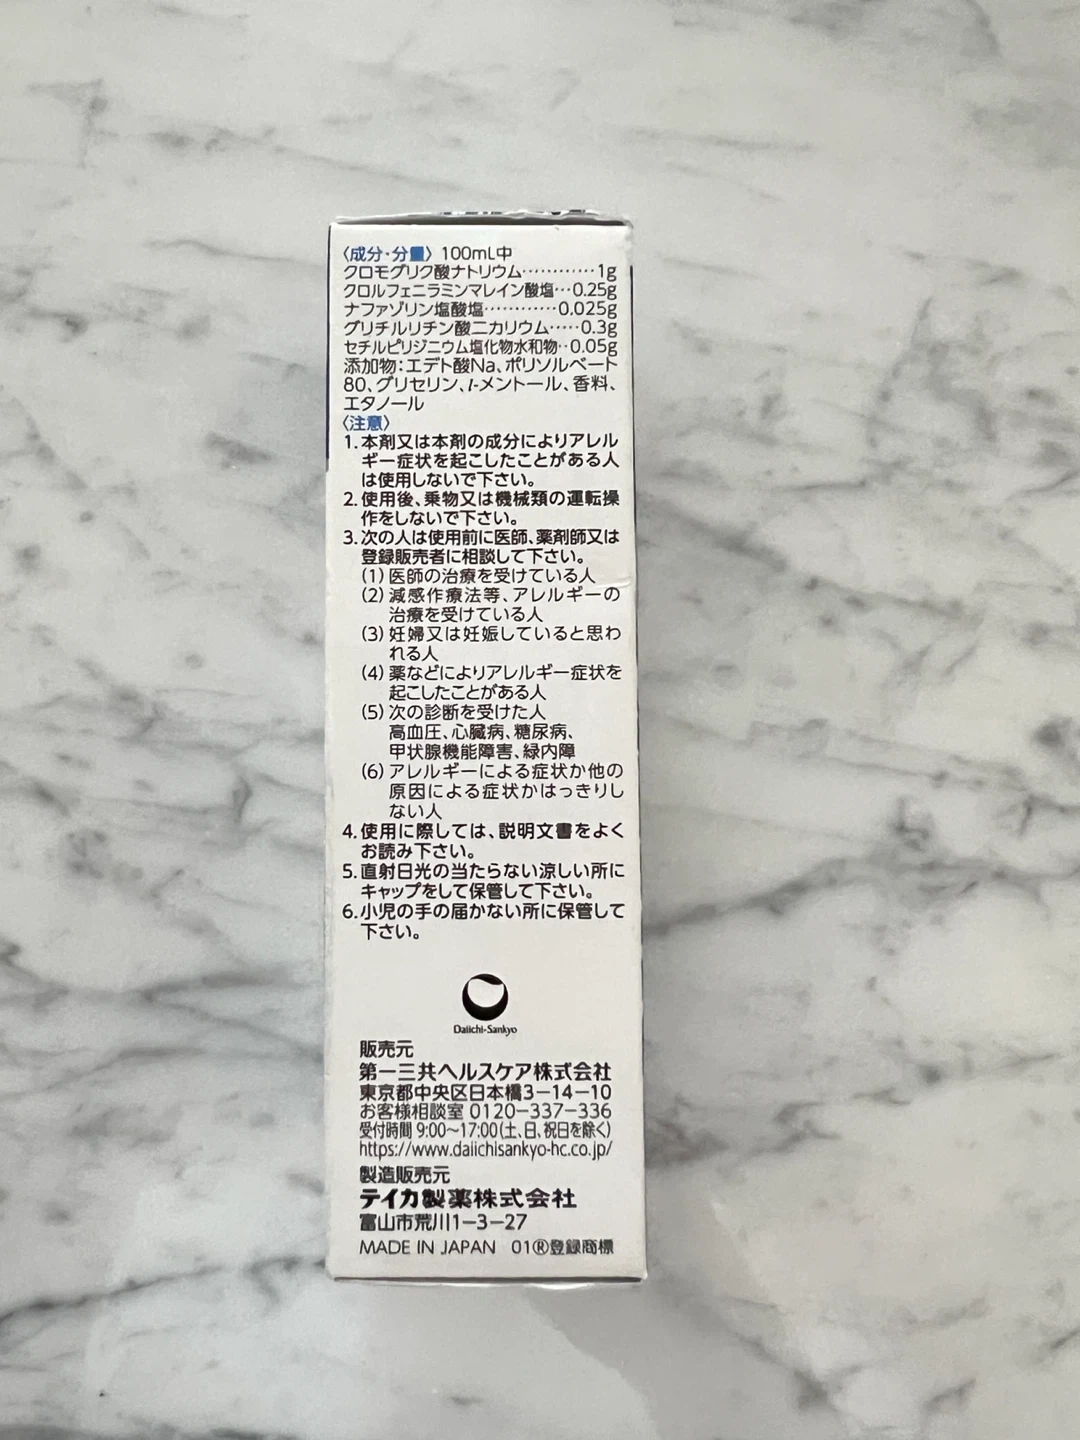 〈成分・分量〉 100mL中
クロモグリク酸ナトリウム…………1g
クロルフェニラミンマレイン酸塩…0.25g
ナファゾリン塩酸塩…………0.025g
グリチルリチン酸二カリウム……0.3g
セチルピリジニウム塩化物水和物‥0.05g
添加物：エデト酸Na、ポリソルベート
80、グリセリン、l-メントール、香料、
エタノール
〈注意〉
1.本剤又は本剤の成分によりアレル
ギー症状を起こしたことがある人
は使用しないで下さい。
2.使用後、乗物又は機械類の運転操
作をしないで下さい。
3.次の人は使用前に医師、薬剤師又は
登録販売者に相談して下さい。
(1)医師の治療を受けている人
(2)減感作療法等、アレルギーの
治療を受けている人
(3)妊婦又は妊娠していると思わ
れる人
(4)薬などによりアレルギー症状を
起こしたことがある人
(5)次の診断を受けた人
高血圧、心臓病、糖尿病、
甲状腺機能障害、緑内障
(6)アレルギーによる症状か他の
原因による症状かはっきりし
ない人
4.使用に際しては、説明文書をよく
お読み下さい。
5.直射日光の当たらない涼しい所に
キャップをして保管して下さい。
6.小児の手の届かない所に保管して
下さい。
Daiichi-Sankyo
販売元
第一三共ヘルスケア株式会社
東京都中央区日本橋3－14－10
お客様相談室 0120－337－336
受付時間 9:00～17:00(土、日、祝日を除く)
https://www.daiichisankyo-hc.co.jp/
製造販売元
テイカ製薬株式会社
富山市荒川1－3－27
MADE IN JAPAN 01®登録商標